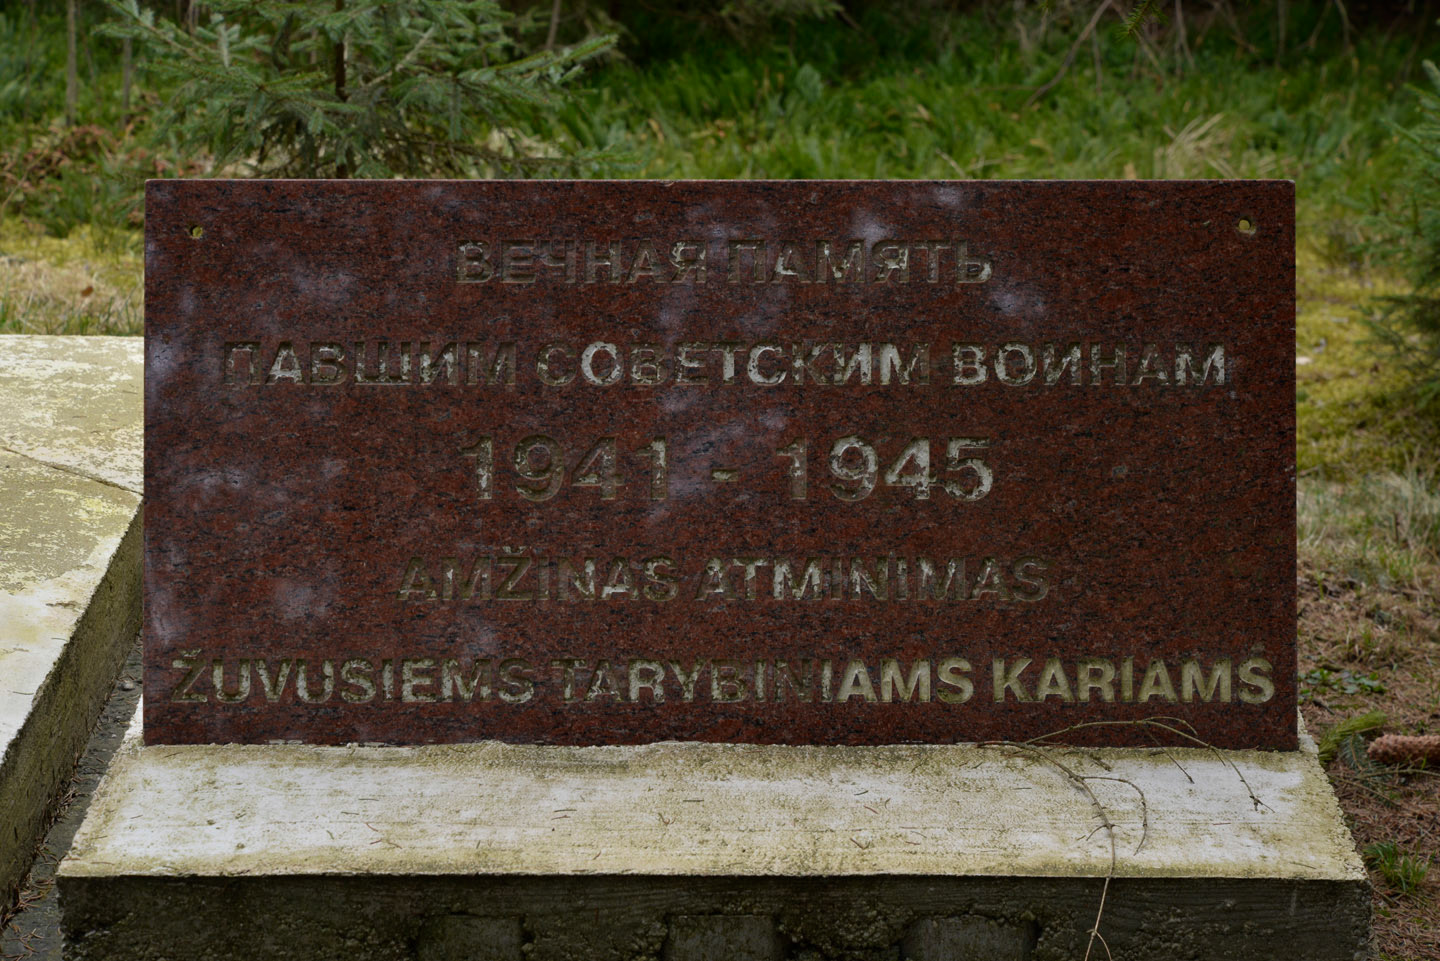 ВЕЧНАЯ ПАМЯТЬ
ПАВШИМ СОВЕТСКИМ ВОИНАМ
1941 - 1945
AMŽINAS ATMINIMAS
ŽUVUSIEMS TARYBINIAMS KARIAMS